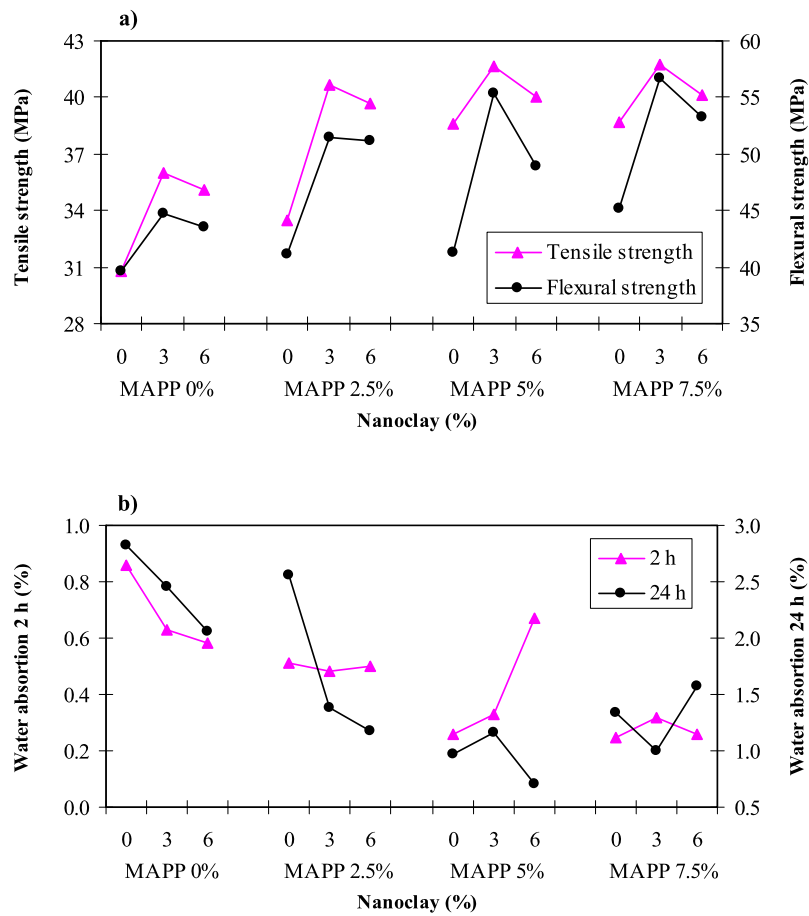 a)
Tensile strength (MPa)
43
40
37
34
31
28
60
55
50
45
40
35
Flexural strength (MPa)
Tensile strength
Flexural strength
0 3 6 0 3 6 0 3 6 0 3 6
MAPP 0% MAPP 2.5% MAPP 5% MAPP 7.5%
Nanoclay (%)
b)
Water absortion 2 h (%)
1.0
0.8
0.6
0.4
0.2
0.0
3.0
2.5
2.0
1.5
1.0
0.5
Water absortion 24 h (%)
2 h
24 h
0 3 6 0 3 6 0 3 6 0 3 6
MAPP 0% MAPP 2.5% MAPP 5% MAPP 7.5%
Nanoclay (%)